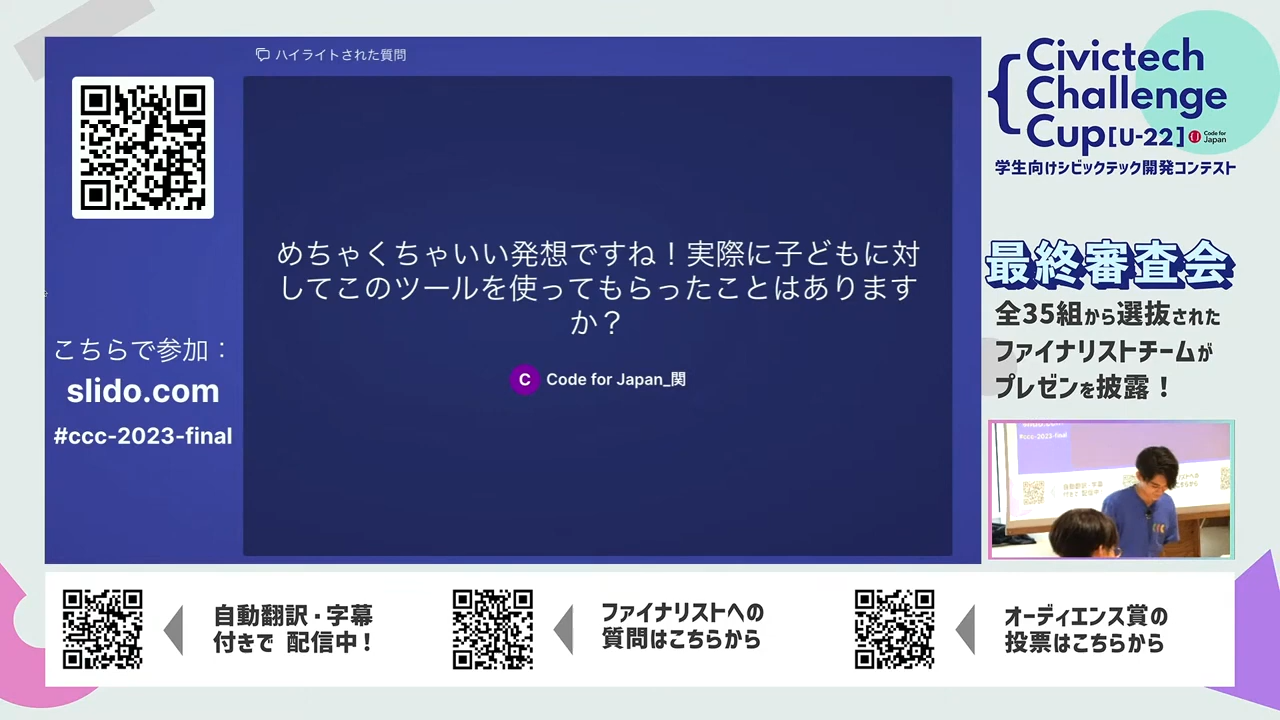 ハイライトされた質問
めちゃくちゃいい発想ですね！実際に子どもに対
してこのツールを使ってもらったことはあります
か？
C Code for Japan_関
こちらで参加：
slido.com
#ccc-2023-final
Civictech
Challenge
Cup[U-22]
Code for
Japan
学生向けシビックテック開発コンテスト
最終審査会
全35組から選抜された
ファイナリストチームが
プレゼンを披露！
#ccc-2023-final
自動翻訳・字幕
付きで 配信中！
ファイナリストへの
質問はこちらから
オーディエンス賞の
投票はこちらから